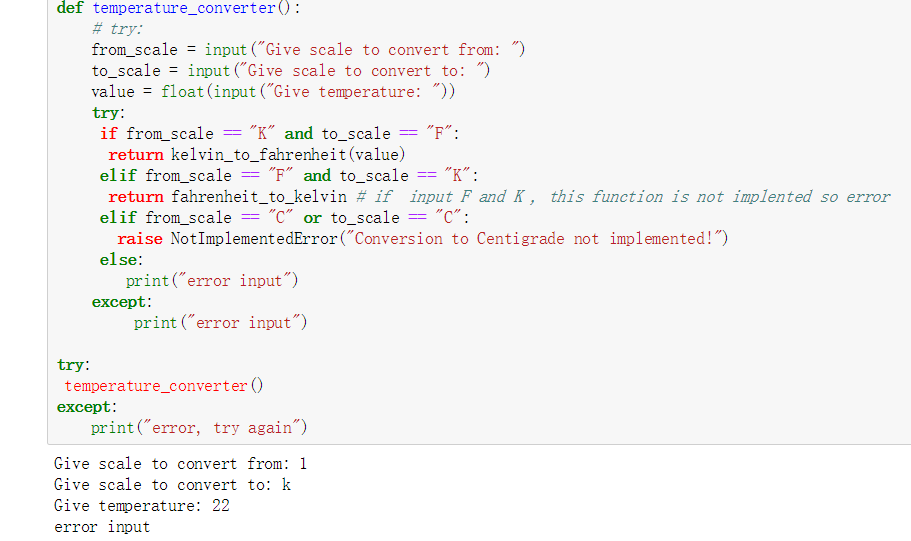 def temperature_converter():
    # try:
    from_scale = input("Give scale to convert from: ")
    to_scale = input("Give scale to convert to: ")
    value = float(input("Give temperature: "))
    try:
     if from_scale == "K" and to_scale == "F":
      return kelvin_to_fahrenheit(value)
     elif from_scale == "F" and to_scale == "K":
      return fahrenheit_to_kelvin # if  input F and K , this function is not implented so error
     elif from_scale == "C" or to_scale == "C":
       raise NotImplementedError("Conversion to Centigrade not implemented!")
     else:
        print("error input")
    except:
         print("error input")
try:
 temperature_converter()
except:
    print("error, try again")
Give scale to convert from: 1
Give scale to convert to: k
Give temperature: 22
error input